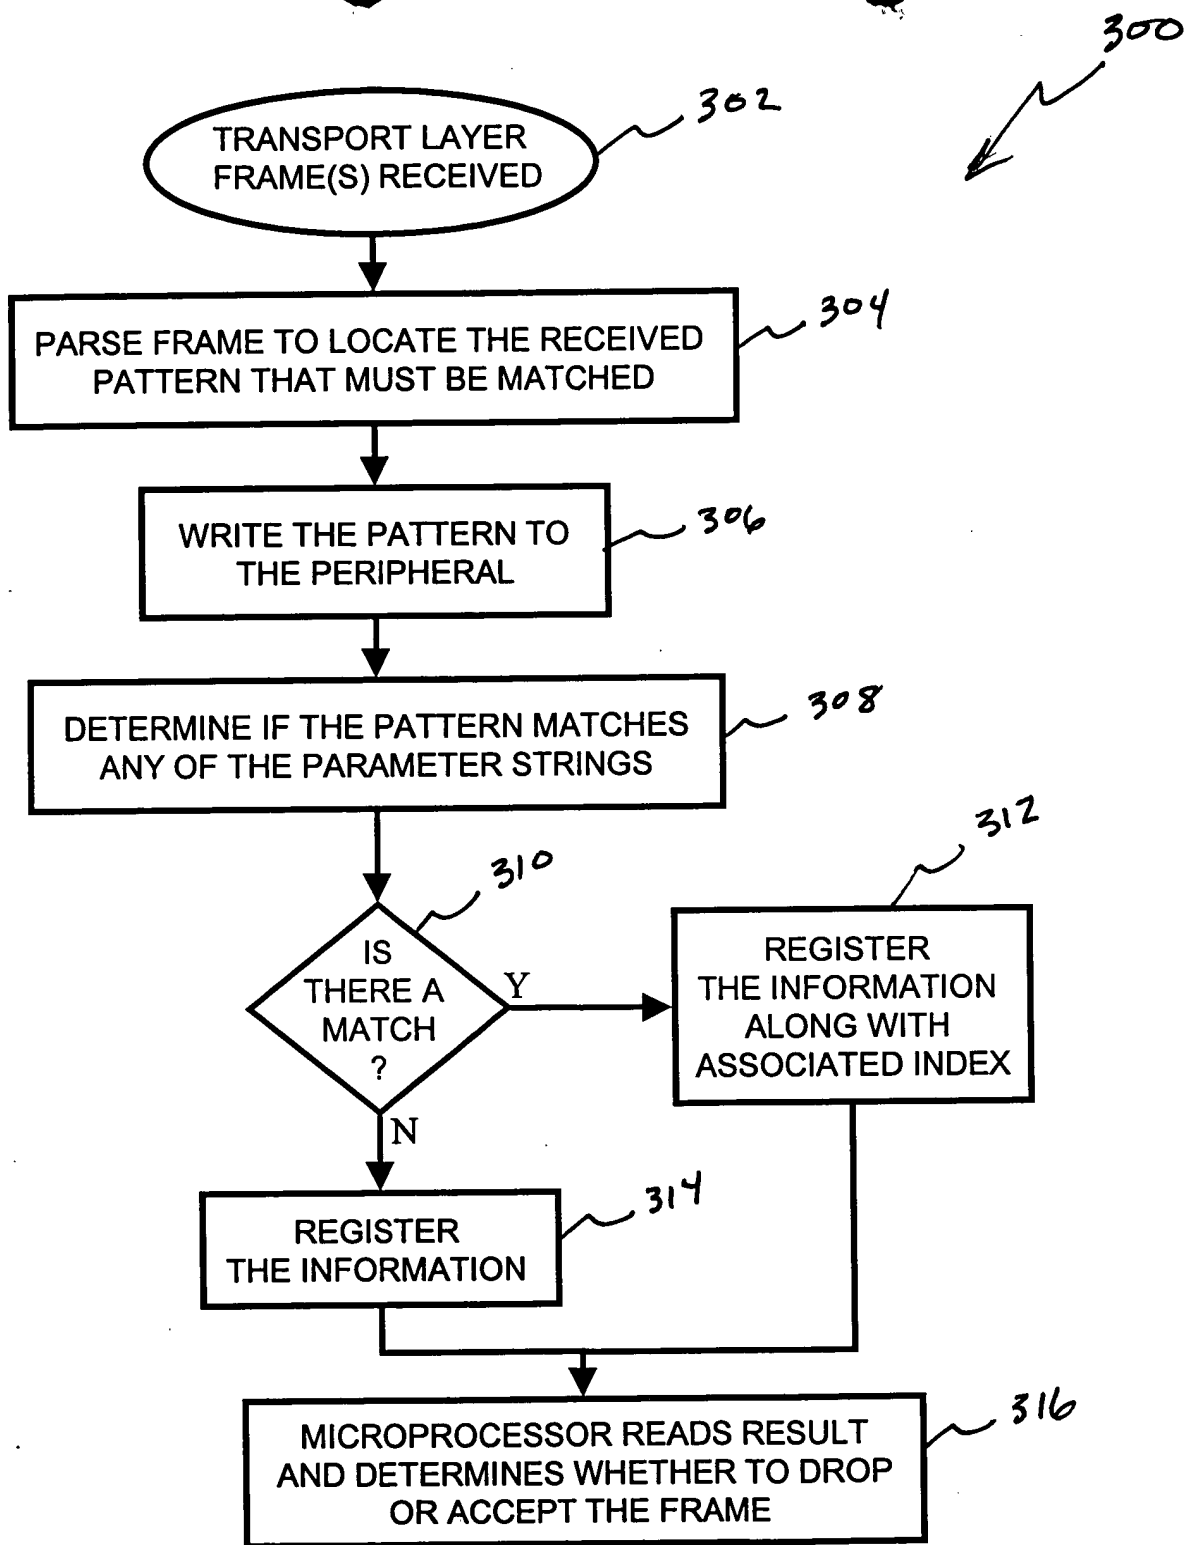 300
302
TRANSPORT LAYER
FRAME(S) RECEIVED
304
PARSE FRAME TO LOCATE THE RECEIVED
PATTERN THAT MUST BE MATCHED
306
WRITE THE PATTERN TO
THE PERIPHERAL
308
DETERMINE IF THE PATTERN MATCHES
ANY OF THE PARAMETER STRINGS
310
IS
THERE A
MATCH
?
Y
N
312
REGISTER
THE INFORMATION
ALONG WITH
ASSOCIATED INDEX
314
REGISTER
THE INFORMATION
316
MICROPROCESSOR READS RESULT
AND DETERMINES WHETHER TO DROP
OR ACCEPT THE FRAME